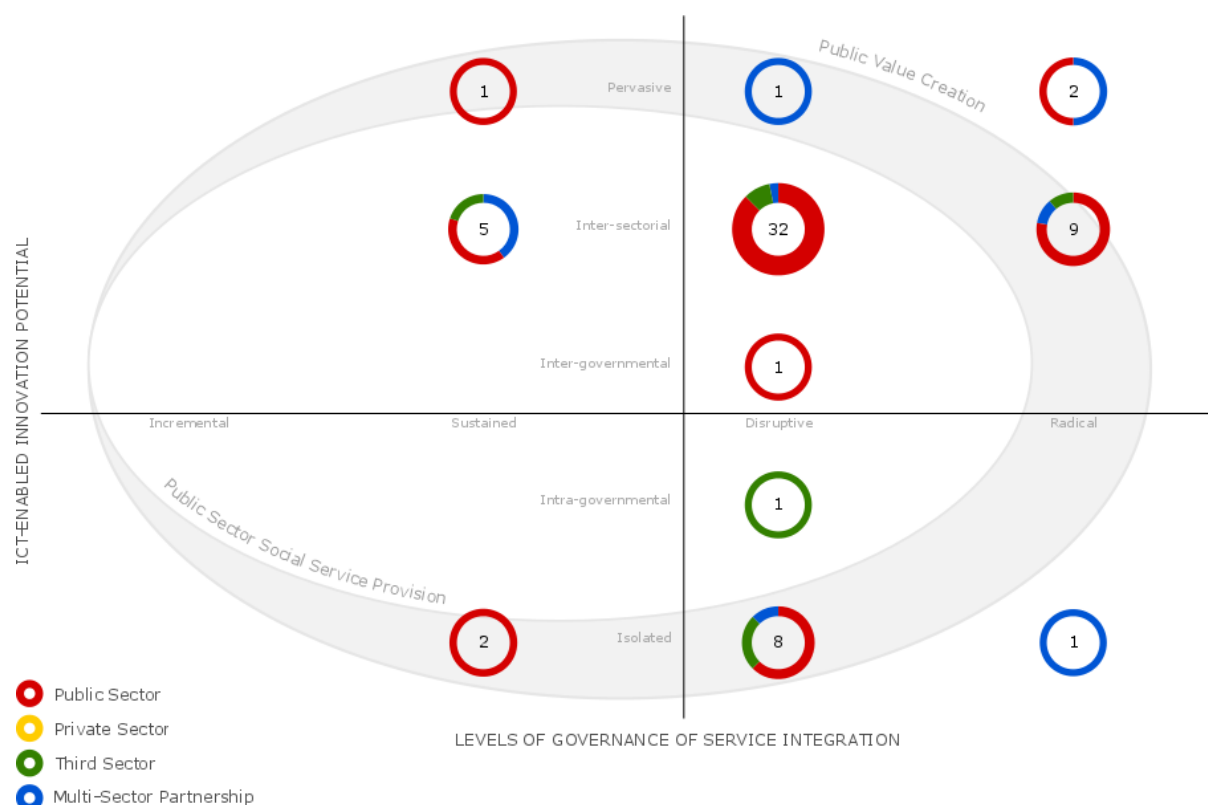 Public Value Creation
1
Pervasive
1
2
5
Inter-sectorial
32
9
ICT-ENABLED INNOVATION POTENTIAL
Inter-governmental
1
Incremental
Sustained
Disruptive
Radical
Public Sector Social Service Provision
Intra-governmental
1
2
Isolated
8
1
Public Sector
Private Sector
Third Sector
Multi-Sector Partnership
LEVELS OF GOVERNANCE OF SERVICE INTEGRATION